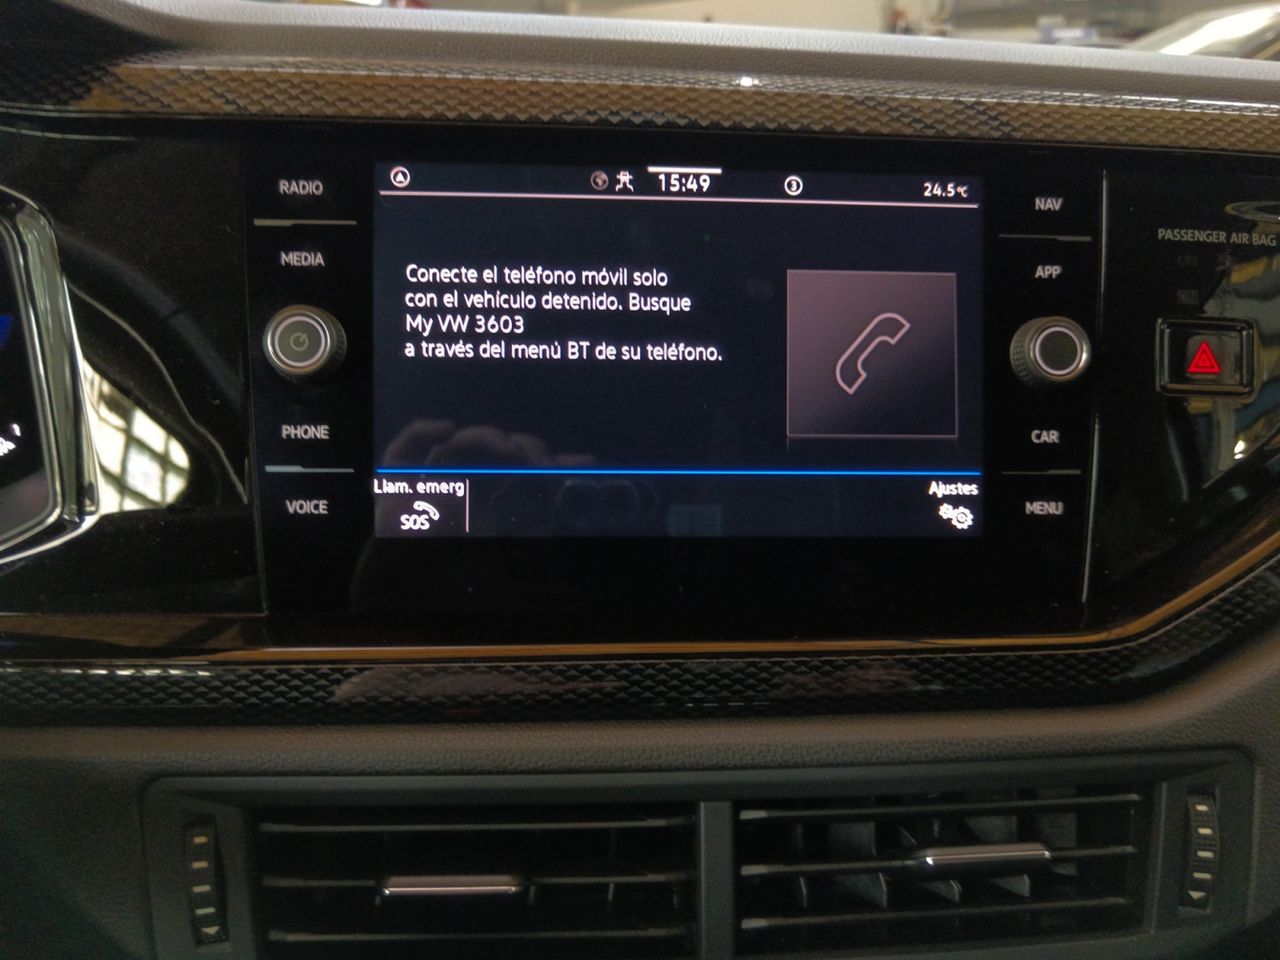 RADIO
MEDIA
PHONE
VOICE
15:49
3
24.5°C
Conecte el teléfono móvil solo
con el vehículo detenido. Busque
My VW 3603
a través del menú BT de su teléfono.
Llam. emerg
SOS
Ajustes
NAV
APP
CAR
MENU
PASSENGER AIR BAG